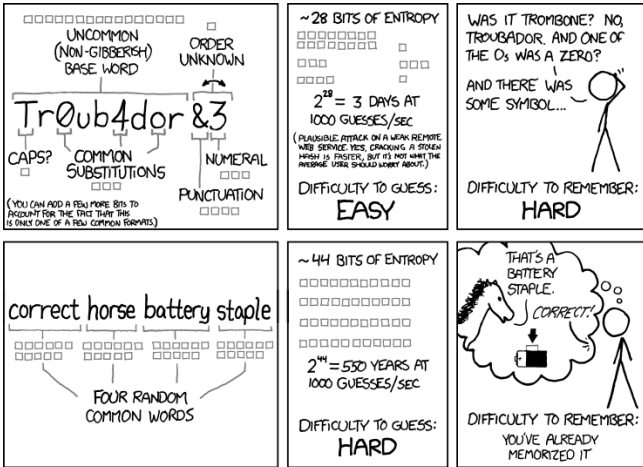 UNCOMMON
(NON-GIBBERISH)
BASE WORD
ORDER
UNKNOWN
Tr0ub4dor &3
CAPS?
COMMON
SUBSTITUTIONS
NUMERAL
PUNCTUATION
(YOU CAN ADD A FEW MORE BITS TO
ACCOUNT FOR THE FACT THAT THIS
IS ONLY ONE OF A FEW COMMON FORMATS.)
~28 BITS OF ENTROPY
2^28 = 3 DAYS AT
1000 GUESSES/SEC
(PLAUSIBLE ATTACK ON A WEAK REMOTE
WEB SERVICE. YES, CRACKING A STOLEN
HASH IS FASTER, BUT IT'S NOT WHAT THE
AVERAGE USER SHOULD WORRY ABOUT.)
DIFFICULTY TO GUESS:
EASY
WAS IT TROMBONE? NO,
TROUBADOR. AND ONE OF
THE Os WAS A ZERO?
AND THERE WAS
SOME SYMBOL...
DIFFICULTY TO REMEMBER:
HARD
correct horse battery staple
FOUR RANDOM
COMMON WORDS
~44 BITS OF ENTROPY
2^44 = 550 YEARS AT
1000 GUESSES/SEC
DIFFICULTY TO GUESS:
HARD
THAT'S A
BATTERY
STAPLE.
CORRECT!
DIFFICULTY TO REMEMBER:
YOU'VE ALREADY
MEMORIZED IT